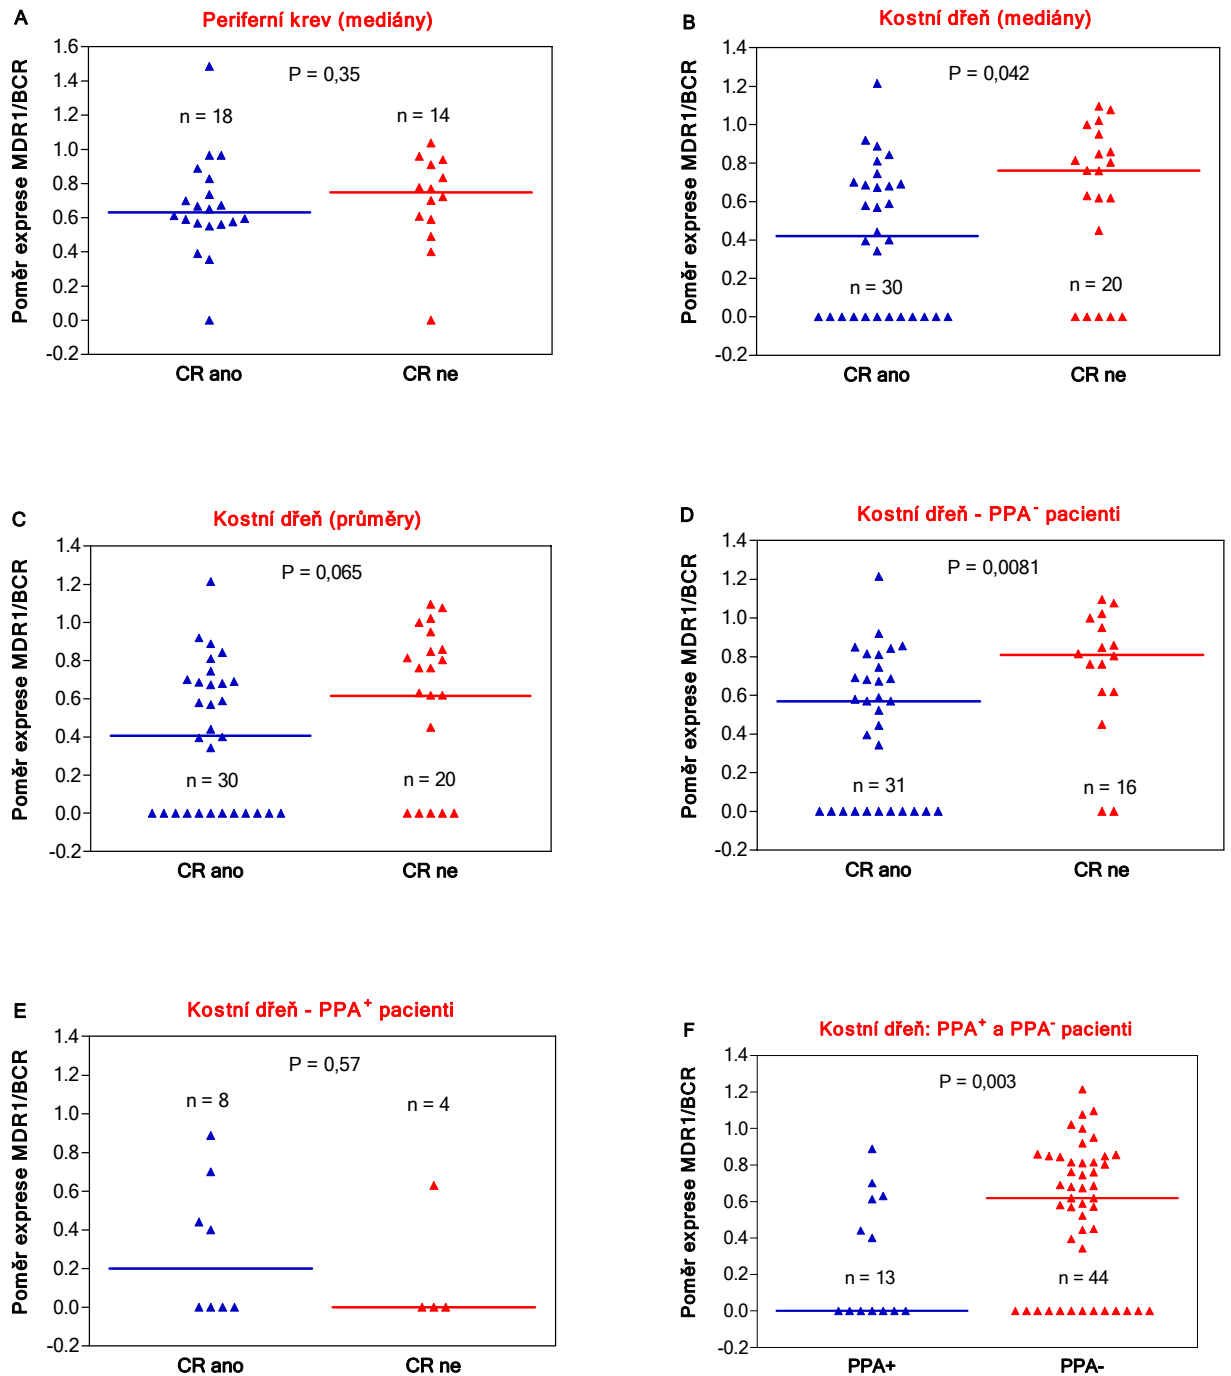 A
Periferní krev (mediány)
Poměr exprese MDR1/BCR
1.6
1.4
1.2
1.0
0.8
0.6
0.4
0.2
0.0
-0.2
P = 0,35
n = 18
n = 14
CR ano
CR ne
B
Kostní dřeň (mediány)
Poměr exprese MDR1/BCR
1.4
1.2
1.0
0.8
0.6
0.4
0.2
0.0
-0.2
P = 0,042
n = 30
n = 20
CR ano
CR ne
C
Kostní dřeň (průměry)
Poměr exprese MDR1/BCR
1.4
1.2
1.0
0.8
0.6
0.4
0.2
0.0
-0.2
P = 0,065
n = 30
n = 20
CR ano
CR ne
D
Kostní dřeň - PPA⁻ pacienti
Poměr exprese MDR1/BCR
1.4
1.2
1.0
0.8
0.6
0.4
0.2
0.0
-0.2
P = 0,0081
n = 31
n = 16
CR ano
CR ne
E
Kostní dřeň - PPA⁺ pacienti
Poměr exprese MDR1/BCR
1.4
1.2
1.0
0.8
0.6
0.4
0.2
0.0
-0.2
P = 0,57
n = 8
n = 4
CR ano
CR ne
F
Kostní dřeň: PPA⁺ a PPA⁻ pacienti
Poměr exprese MDR1/BCR
1.4
1.2
1.0
0.8
0.6
0.4
0.2
0.0
-0.2
P = 0,003
n = 13
n = 44
PPA+
PPA-